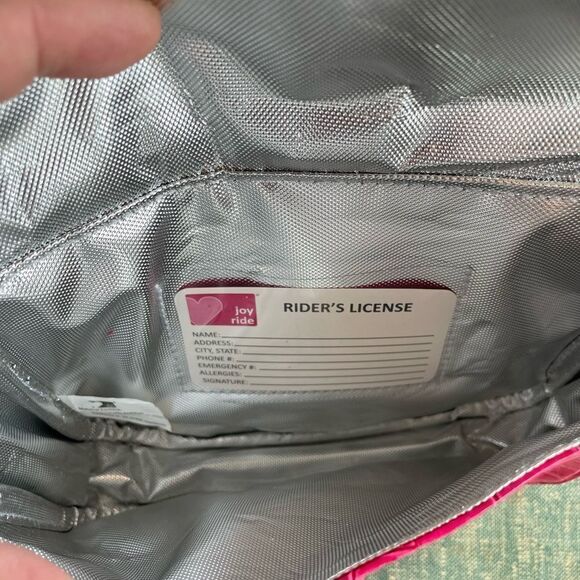 joy
ride
RIDER'S LICENSE
NAME:
ADDRESS:
CITY, STATE:
PHONE #:
EMERGENCY #:
ALLERGIES:
SIGNATURE: